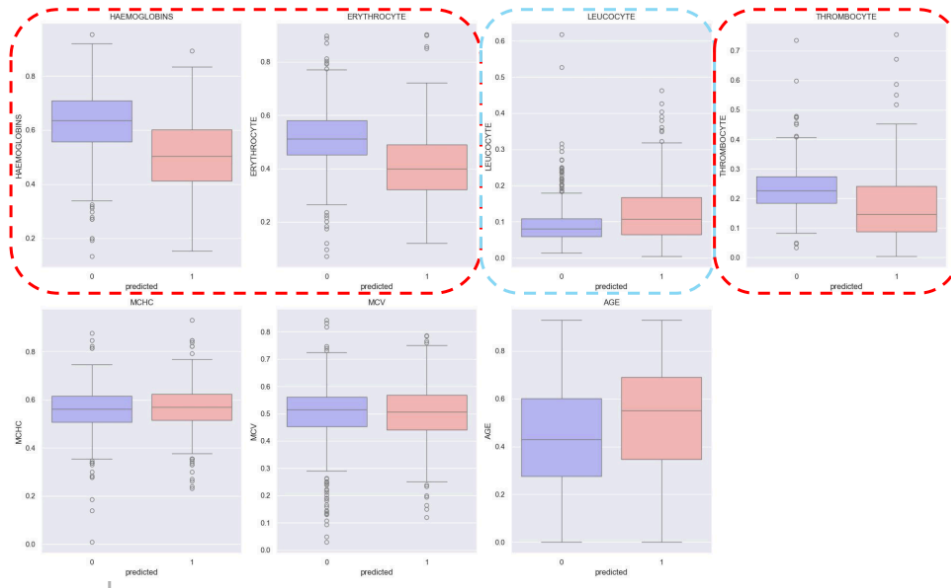 HAEMOGLOBINS
HAEMOGLOBINS
0.8
0.6
0.4
0.2
0 1
predicted
ERYTHROCYTE
ERYTHROCYTE
0.8
0.6
0.4
0.2
0 1
predicted
LEUCOCYTE
LEUCOCYTE
0.6
0.5
0.4
0.3
0.2
0.1
0.0
0 1
predicted
THROMBOCYTE
THROMBOCYTE
0.7
0.6
0.5
0.4
0.3
0.2
0.1
0.0
0 1
predicted
MCHC
MCHC
0.8
0.6
0.4
0.2
0.0
0 1
predicted
MCV
MCV
0.8
0.7
0.6
0.5
0.4
0.3
0.2
0.1
0.0
0 1
predicted
AGE
AGE
0.8
0.6
0.4
0.2
0.0
0 1
predicted